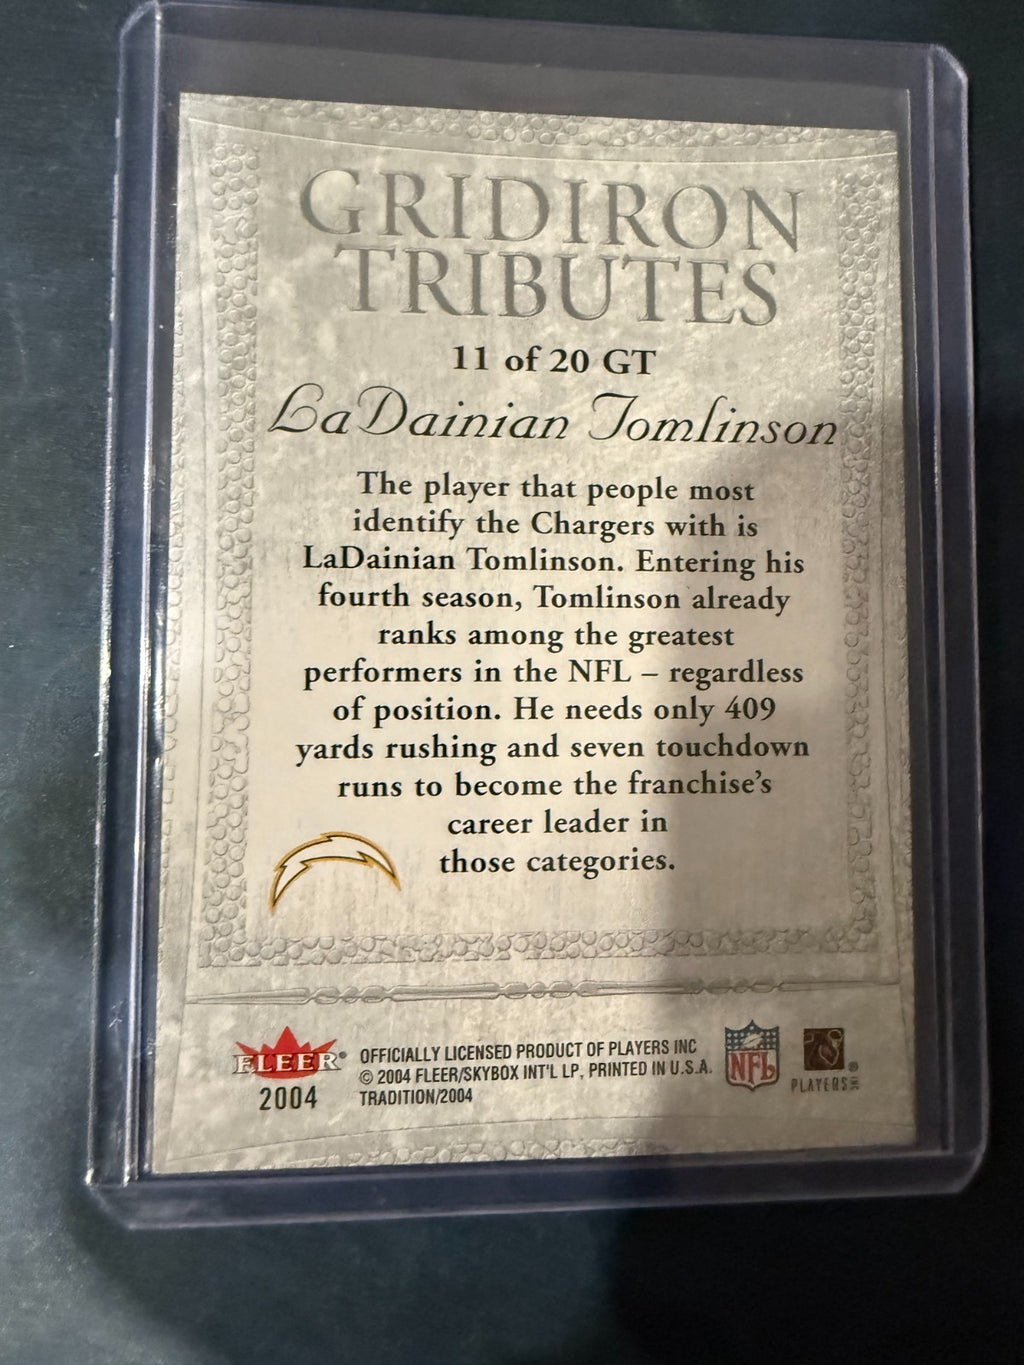 GRIDIRON
TRIBUTES
11 of 20 GT
LaDainian Tomlinson
The player that people most
identify the Chargers with is
LaDainian Tomlinson. Entering his
fourth season, Tomlinson already
ranks among the greatest
performers in the NFL – regardless
of position. He needs only 409
yards rushing and seven touchdown
runs to become the franchise's
career leader in
those categories.
FLEER®
2004
OFFICIALLY LICENSED PRODUCT OF PLAYERS INC
© 2004 FLEER/SKYBOX INT'L LP, PRINTED IN U.S.A.
TRADITION/2004
NFL
PLAYERS INC ®